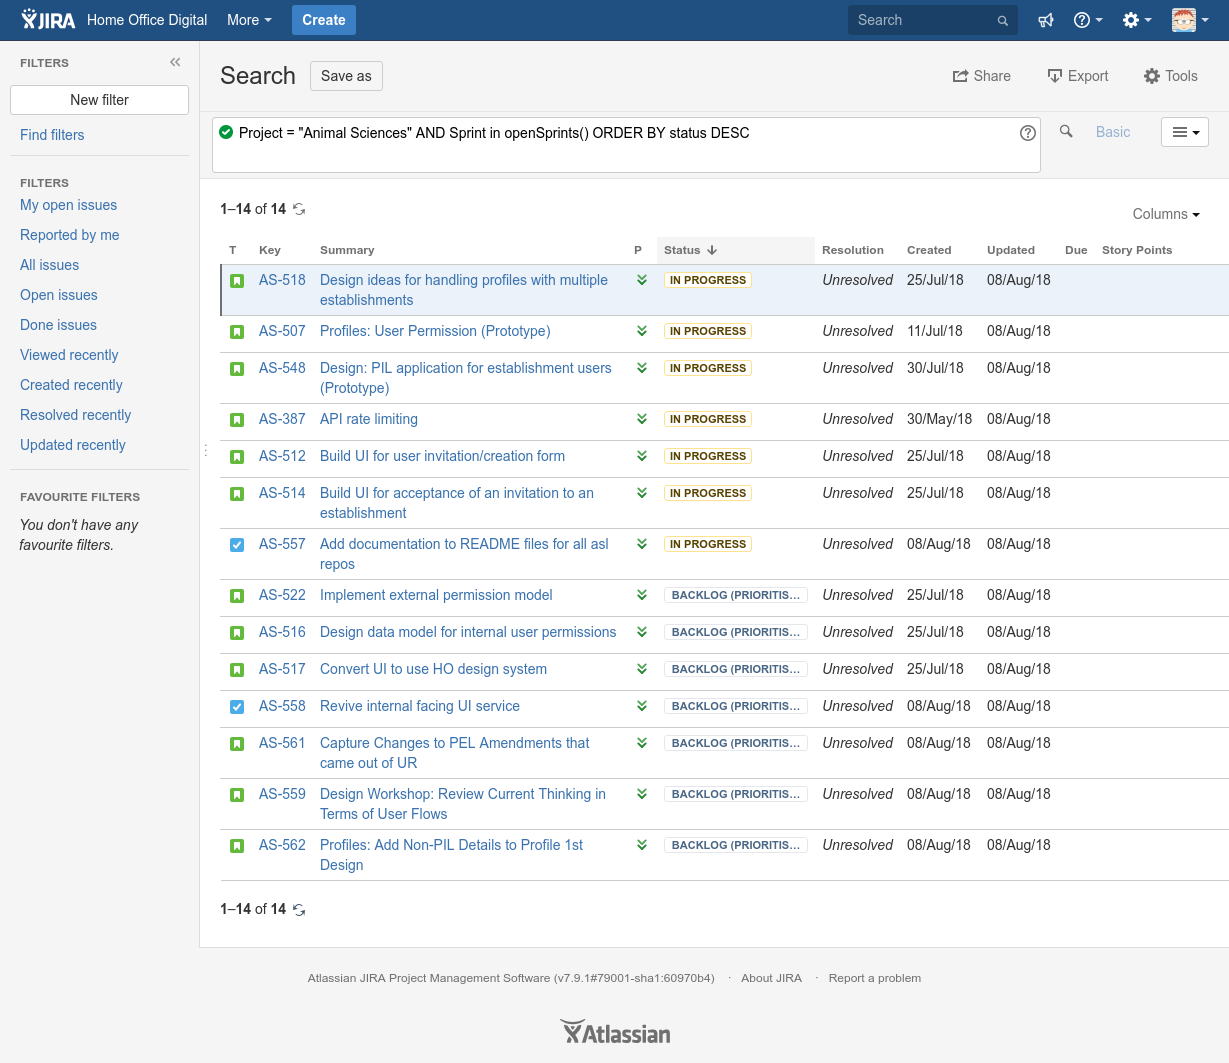 JIRA Home Office Digital More Create Search
FILTERS
New filter
Find filters
FILTERS
My open issues
Reported by me
All issues
Open issues
Done issues
Viewed recently
Created recently
Resolved recently
Updated recently
FAVOURITE FILTERS
You don't have any
favourite filters.
Search Save as Share Export Tools
Project = "Animal Sciences" AND Sprint in openSprints() ORDER BY status DESC Basic
1–14 of 14
Columns
T Key Summary P Status Resolution Created Updated Due Story Points
AS-518 Design ideas for handling profiles with multiple IN PROGRESS Unresolved 25/Jul/18 08/Aug/18
establishments
AS-507 Profiles: User Permission (Prototype) IN PROGRESS Unresolved 11/Jul/18 08/Aug/18
AS-548 Design: PIL application for establishment users IN PROGRESS Unresolved 30/Jul/18 08/Aug/18
(Prototype)
AS-387 API rate limiting IN PROGRESS Unresolved 30/May/18 08/Aug/18
AS-512 Build UI for user invitation/creation form IN PROGRESS Unresolved 25/Jul/18 08/Aug/18
AS-514 Build UI for acceptance of an invitation to an IN PROGRESS Unresolved 25/Jul/18 08/Aug/18
establishment
AS-557 Add documentation to README files for all asl IN PROGRESS Unresolved 08/Aug/18 08/Aug/18
repos
AS-522 Implement external permission model BACKLOG (PRIORITIS... Unresolved 25/Jul/18 08/Aug/18
AS-516 Design data model for internal user permissions BACKLOG (PRIORITIS... Unresolved 25/Jul/18 08/Aug/18
AS-517 Convert UI to use HO design system BACKLOG (PRIORITIS... Unresolved 25/Jul/18 08/Aug/18
AS-558 Revive internal facing UI service BACKLOG (PRIORITIS... Unresolved 08/Aug/18 08/Aug/18
AS-561 Capture Changes to PEL Amendments that BACKLOG (PRIORITIS... Unresolved 08/Aug/18 08/Aug/18
came out of UR
AS-559 Design Workshop: Review Current Thinking in BACKLOG (PRIORITIS... Unresolved 08/Aug/18 08/Aug/18
Terms of User Flows
AS-562 Profiles: Add Non-PIL Details to Profile 1st BACKLOG (PRIORITIS... Unresolved 08/Aug/18 08/Aug/18
Design
1–14 of 14
Atlassian JIRA Project Management Software (v7.9.1#79001-sha1:60970b4) · About JIRA · Report a problem
Atlassian